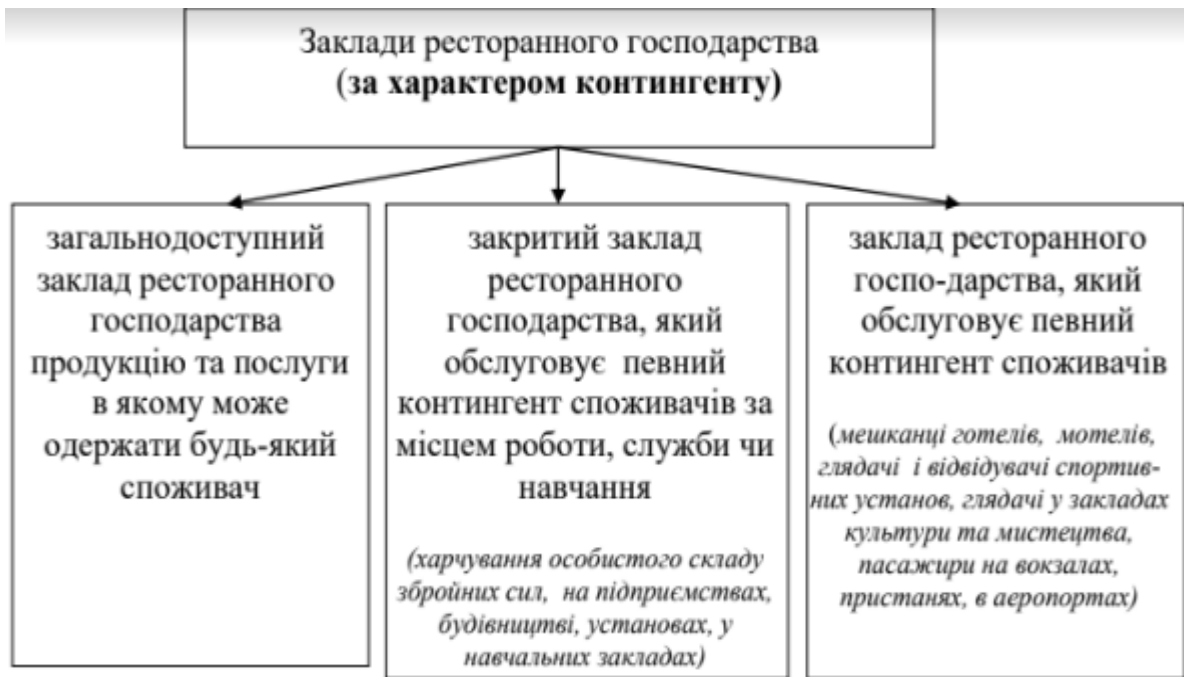 Заклади ресторанного господарства
(за характером контингенту)
загальнодоступний
заклад ресторанного
господарства
продукцію та послуги
в якому може
одержати будь-який
споживач
закритий заклад
ресторанного
господарства, який
обслуговує певний
контингент споживачів за
місцем роботи, служби чи
навчання
(харчування особистого складу
збройних сил, на підприємствах,
будівництві, установах, у
навчальних закладах)
заклад ресторанного
госпо-дарства, який
обслуговує певний
контингент споживачів
(мешканці готелів, мотелів,
глядачі і відвідувачі спортив-
них установ, глядачі у закладах
культури та мистецтва,
пасажири на вокзалах,
пристанях, в аеропортах)